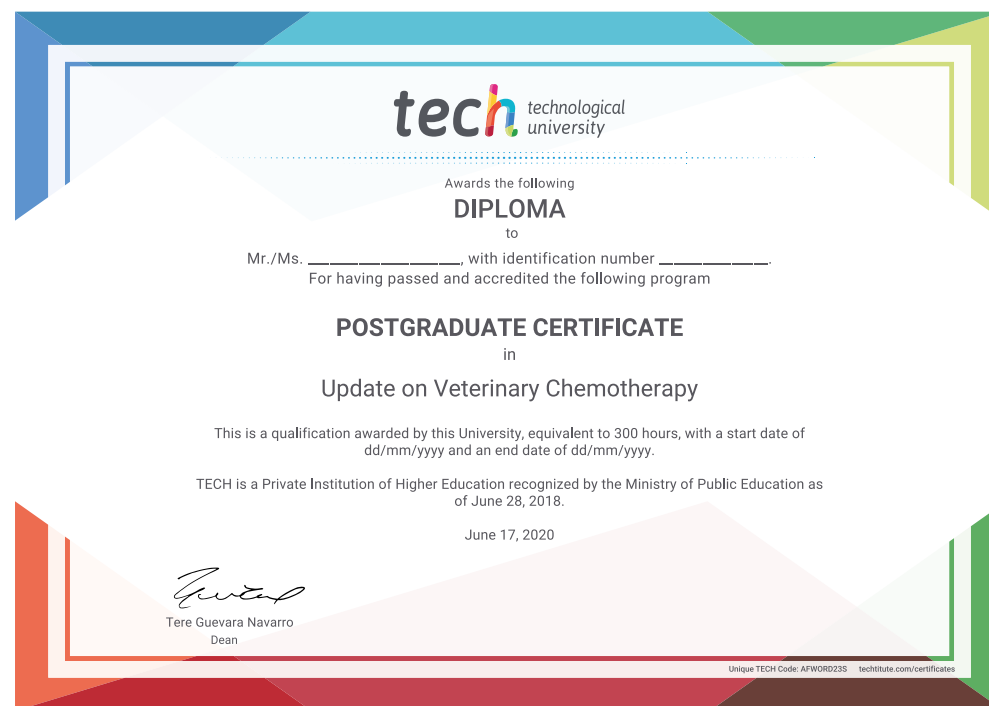 tech technological
university
Awards the following
DIPLOMA
to
Mr./Ms. ____________________, with identification number ______________.
For having passed and accredited the following program
POSTGRADUATE CERTIFICATE
in
Update on Veterinary Chemotherapy
This is a qualification awarded by this University, equivalent to 300 hours, with a start date of
dd/mm/yyyy and an end date of dd/mm/yyyy.
TECH is a Private Institution of Higher Education recognized by the Ministry of Public Education as
of June 28, 2018.
June 17, 2020
Tere Guevara Navarro
Dean
Unique TECH Code: AFWORD23S techtitute.com/certificates